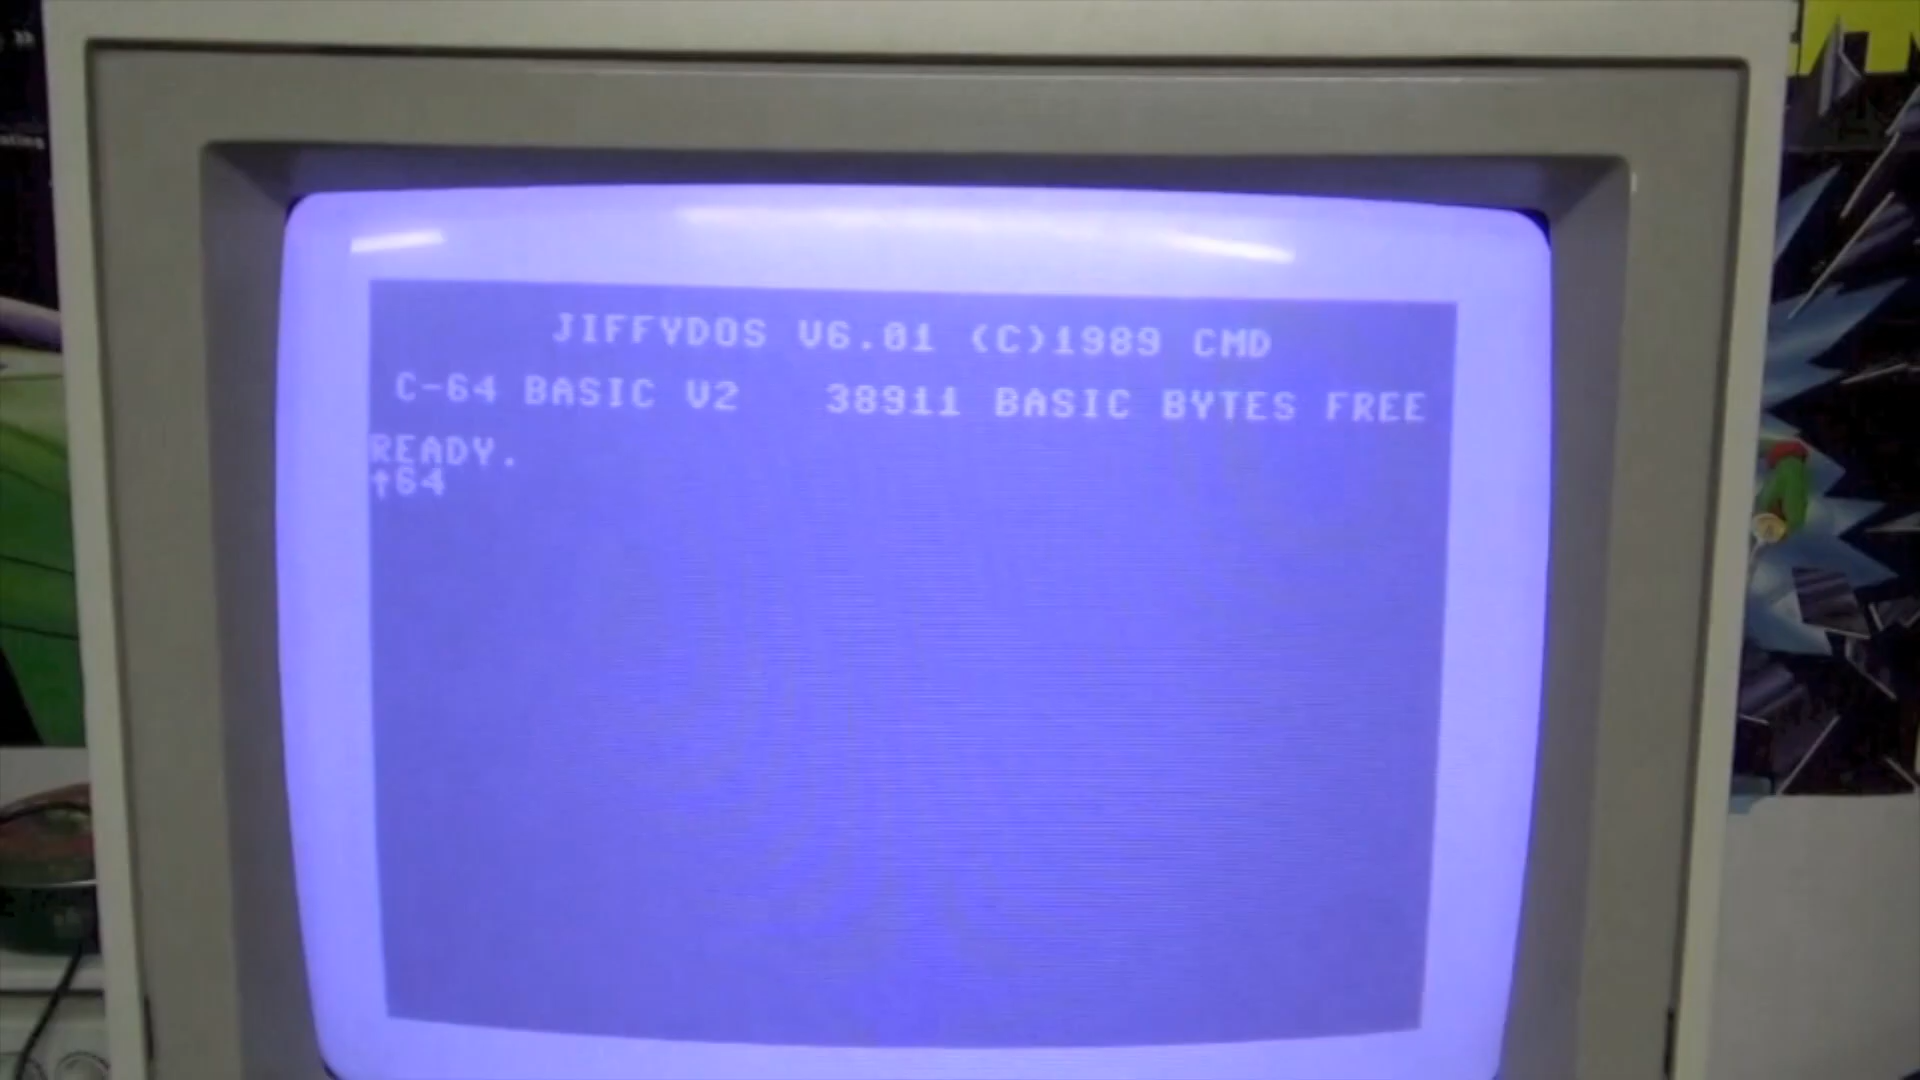 JIFFYDOS V6.01 (C)1989 CMD
C-64 BASIC V2 38911 BASIC BYTES FREE
READY.
↑64